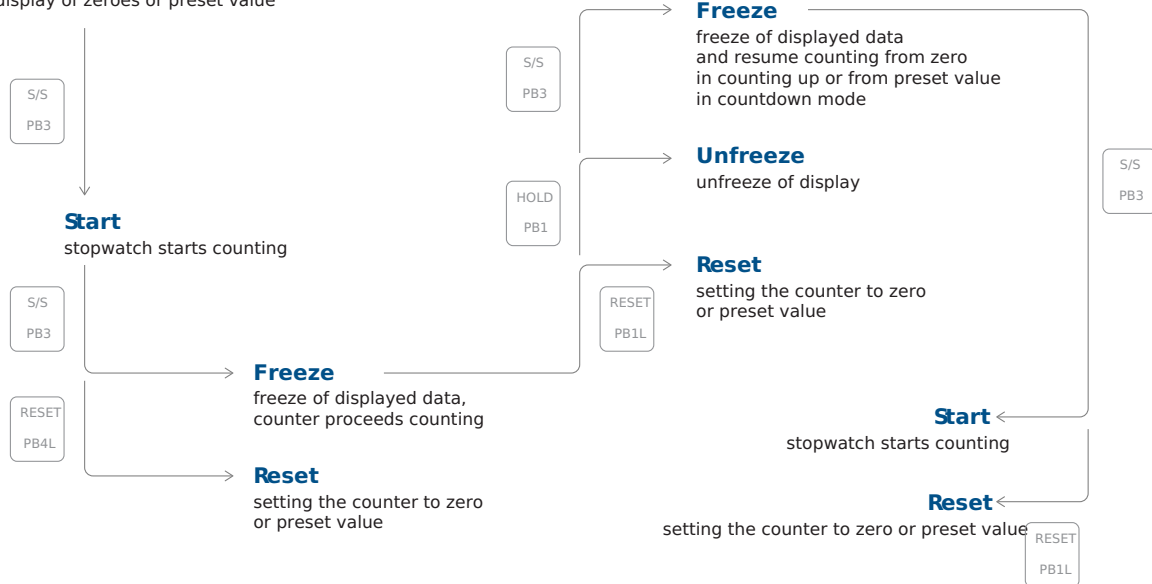 display of zeroes or preset value
S/S
PB3
Start
stopwatch starts counting
S/S
PB3
RESET
PB4L
Freeze
freeze of displayed data,
counter proceeds counting
Reset
setting the counter to zero
or preset value
S/S
PB3
HOLD
PB1
RESET
PB1L
Freeze
freeze of displayed data
and resume counting from zero
in counting up or from preset value
in countdown mode
Unfreeze
unfreeze of display
Reset
setting the counter to zero
or preset value
S/S
PB3
Start
stopwatch starts counting
Reset
setting the counter to zero or preset value
RESET
PB1L